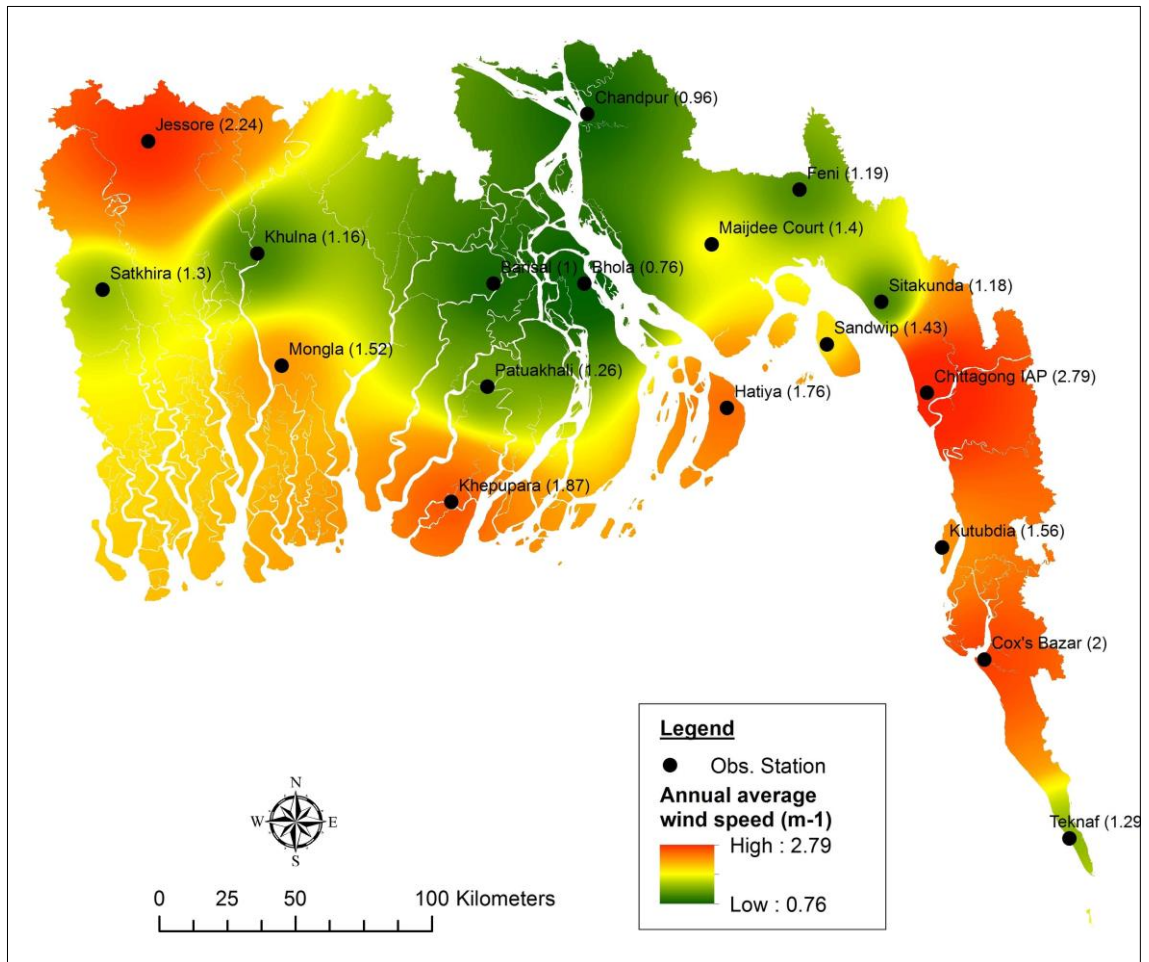 Chandpur (0.96)
Jessore (2.24)
Feni (1.19)
Maijdee Court (1.4)
Khulna (1.16)
Satkhira (1.3)
Barisal (1)
Bhola (0.76)
Sitakunda (1.18)
Sandwip (1.43)
Mongla (1.52)
Patuakhali (1.26)
Hatiya (1.76)
Chittagong IAP (2.79)
Khepupara (1.87)
Kutubdia (1.56)
Cox's Bazar (2)
Teknaf (1.29
Legend
Obs. Station
Annual average
wind speed (m-1)
High : 2.79
Low : 0.76
N
W
E
S
0 25 50 100 Kilometers